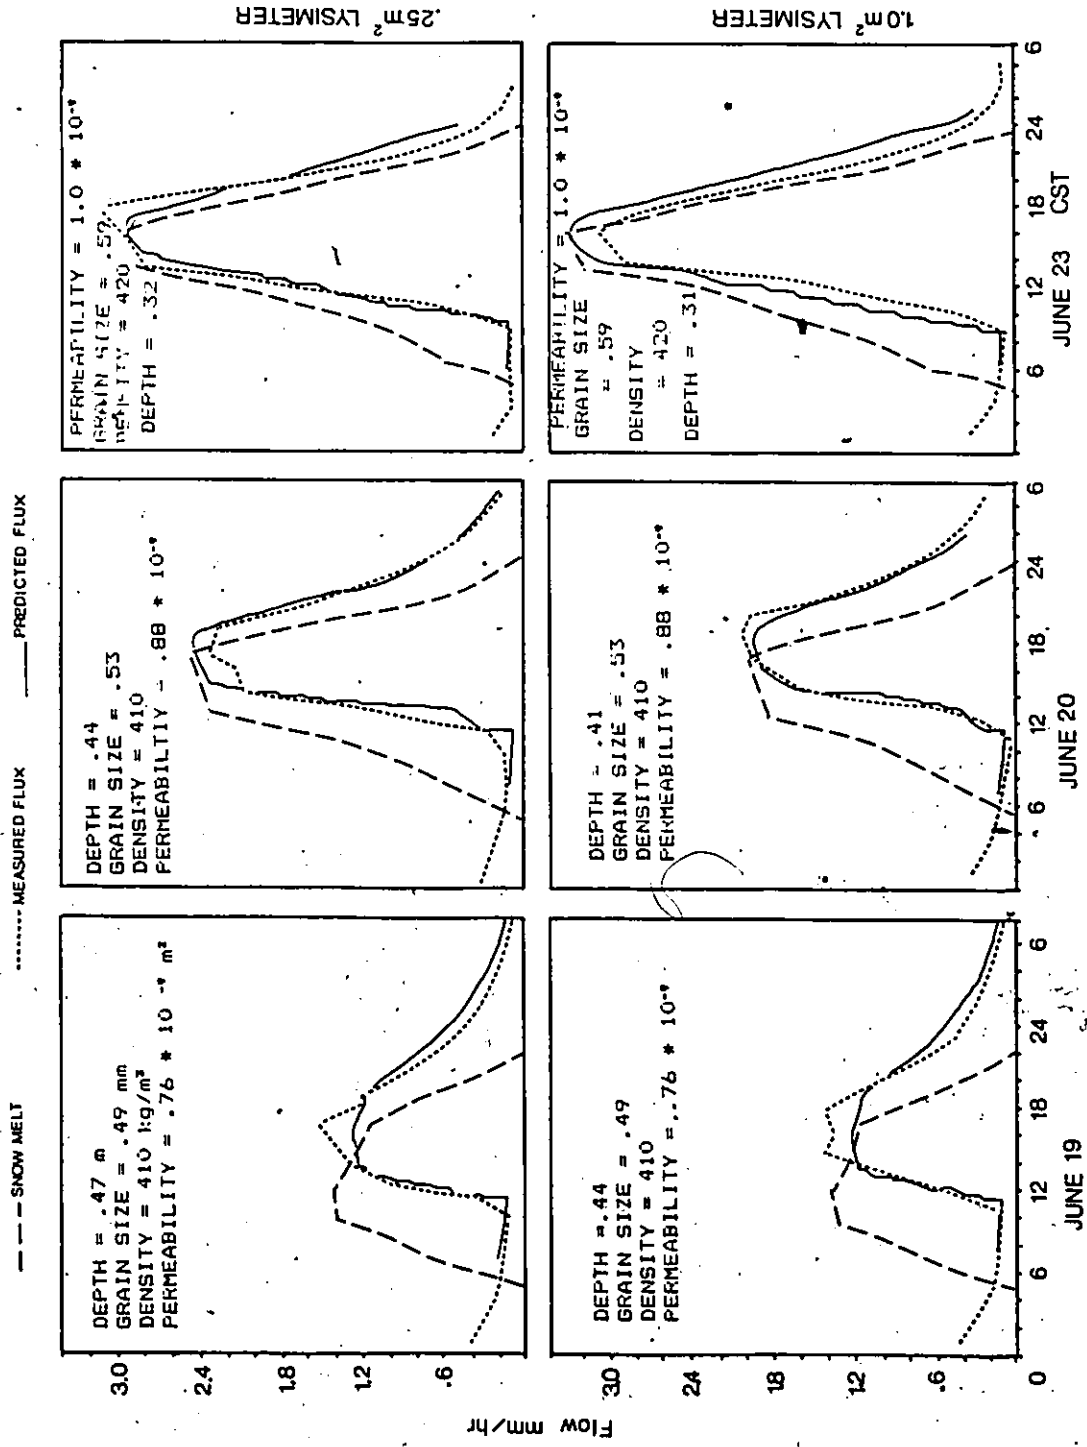 — — SNOW MELT ....... MEASURED FLUX ____ PREDICTED FLUX
DEPTH = .47 m
GRAIN SIZE = .49 mm
DENSITY = 410 kg/m³
PERMEABILITY = .76 * 10⁻⁹ m²
DEPTH = .44
GRAIN SIZE = .53
DENSITY = 410
PERMEABILTIY - .88 * 10⁻⁹
PERMEABILITY = 1.0 * 10⁻⁹
GRAIN SIZE = .59
DENSITY = 420
DEPTH = .32
.25m² LYSIMETER
3.0
2.4
1.8
1.2
.6
Flow mm/hr
DEPTH =.44
GRAIN SIZE = .49
DENSITY = 410
PERMEABILITY = .76 * 10⁻⁹
DEPTH - .41
GRAIN SIZE = .53
DENSITY = 410
PERMEABILITY = .88 * 10⁻⁹
PERMEABILITY = 1.0 * 10⁻⁹
GRAIN SIZE
= .59
DENSITY
= 420
DEPTH = .31
1.0m² LYSIMETER
3.0
1.8
1.2
.6
0
6 12 18 24 6
6 12 18 24 6
6 12 18 24 6
JUNE 19
JUNE 20
JUNE 23 CST